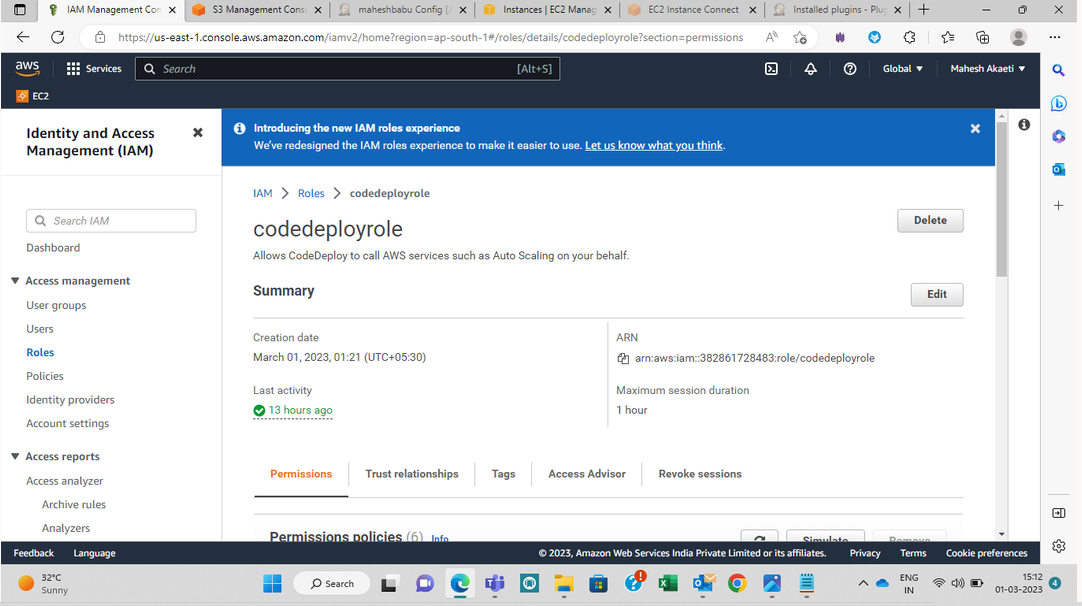 IAM Management Con
S3 Management Conso
maheshbabu Config [J
Instances | EC2 Manag
EC2 Instance Connect
Installed plugins - Plug
https://us-east-1.console.aws.amazon.com/iamv2/home?region=ap-south-1#/roles/details/codedeployrole?section=permissions
aws
Services
Search
[Alt+S]
Global
Mahesh Akaeti
EC2
Identity and Access
Management (IAM)
Search IAM
Dashboard
Access management
User groups
Users
Roles
Policies
Identity providers
Account settings
Access reports
Access analyzer
Archive rules
Analyzers
Introducing the new IAM roles experience
We've redesigned the IAM roles experience to make it easier to use. Let us know what you think.
IAM > Roles > codedeployrole
codedeployrole
Delete
Allows CodeDeploy to call AWS services such as Auto Scaling on your behalf.
Summary
Edit
Creation date
March 01, 2023, 01:21 (UTC+05:30)
Last activity
13 hours ago
ARN
arn:aws:iam::382861728483:role/codedeployrole
Maximum session duration
1 hour
Permissions
Trust relationships
Tags
Access Advisor
Revoke sessions
Permissions policies (6) Info
Simulate
Remove
Feedback
Language
© 2023, Amazon Web Services India Private Limited or its affiliates.
Privacy
Terms
Cookie preferences
32°C
Sunny
Search
ENG
IN
15:12
01-03-2023
4